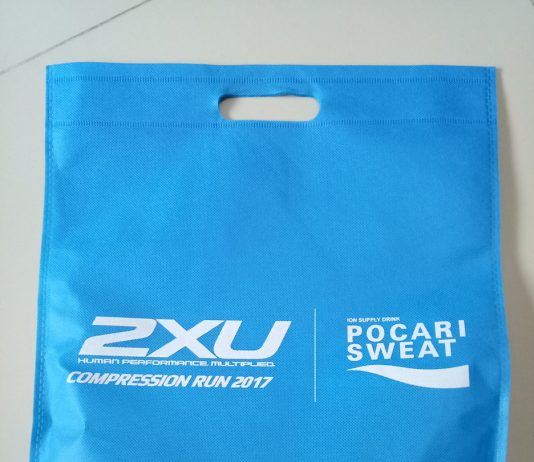 2XU
HUMAN PERFORMANCE. MULTIPLIED.
COMPRESSION RUN 2017
ION SUPPLY DRINK
POCARI
SWEAT